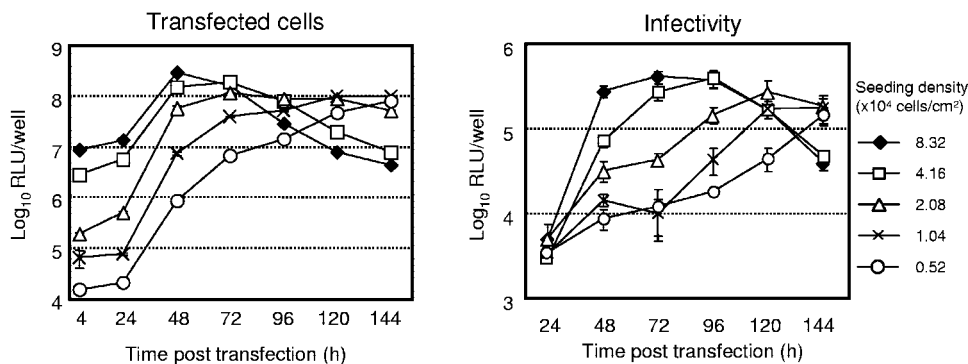 Transfected cells
Log10 RLU/well
9
8
7
6
5
4
4 24 48 72 96 120 144
Time post transfection (h)
Infectivity
Log10 RLU/well
6
5
4
3
24 48 72 96 120 144
Time post transfection (h)
Seeding density
(x10⁴ cells/cm²)
8.32
4.16
2.08
1.04
0.52